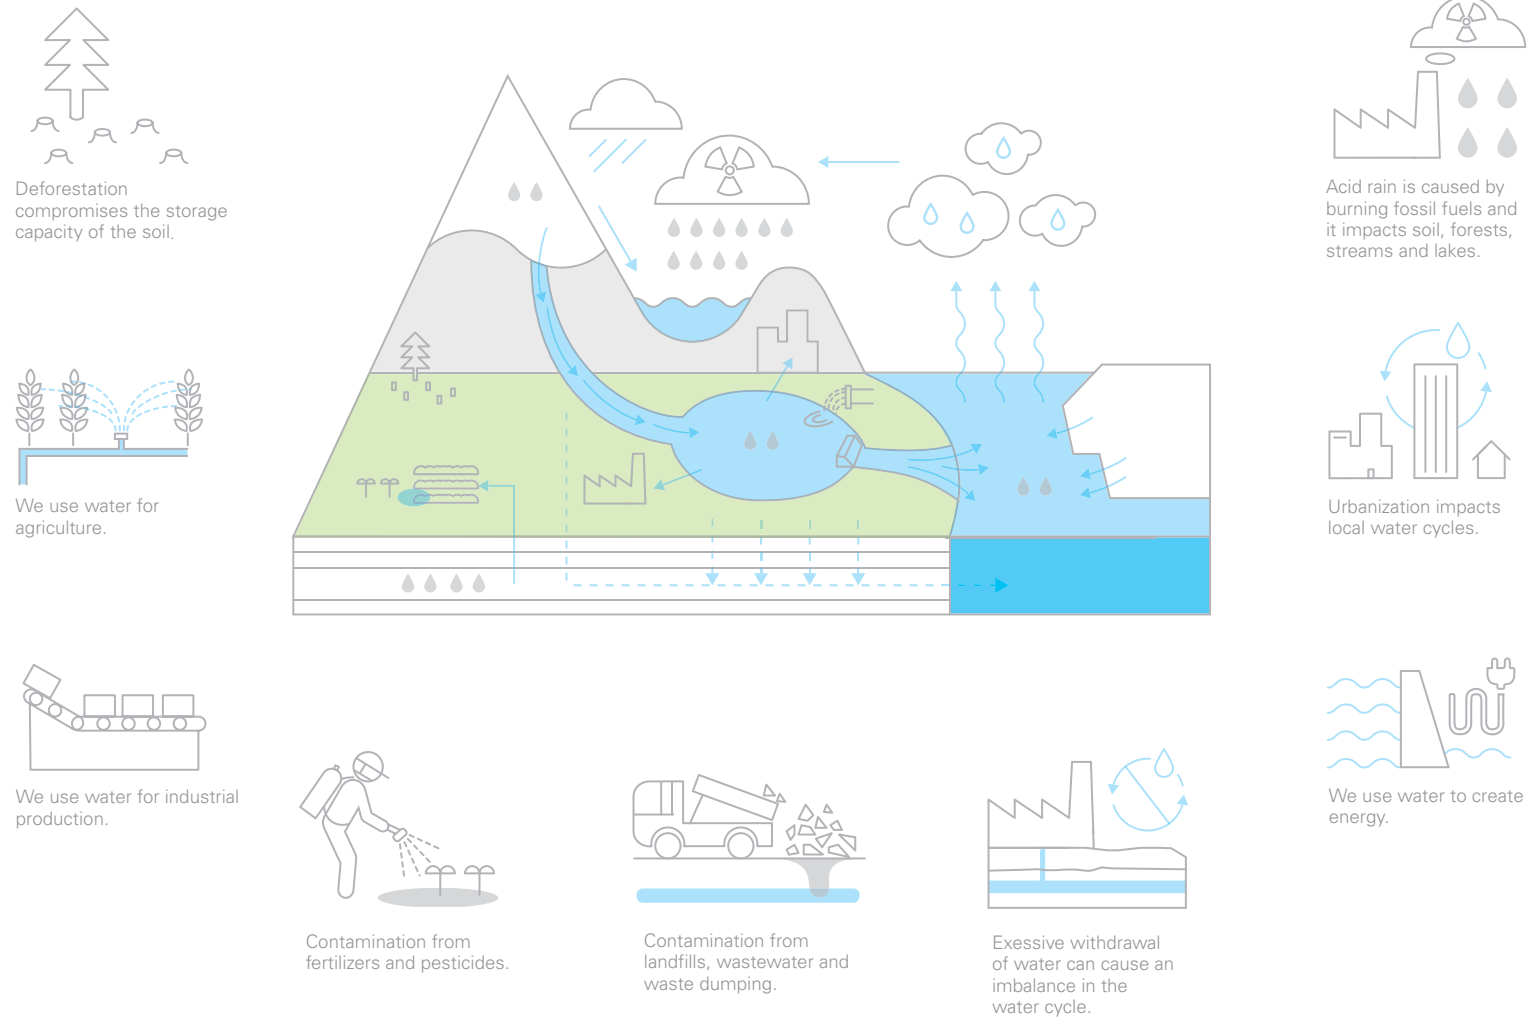 Deforestation
compromises the storage
capacity of the soil.
Acid rain is caused by
burning fossil fuels and
it impacts soil, forests,
streams and lakes.
We use water for
agriculture.
Urbanization impacts
local water cycles.
We use water for industrial
production.
We use water to create
energy.
Contamination from
fertilizers and pesticides.
Contamination from
landfills, wastewater and
waste dumping.
Exessive withdrawal
of water can cause an
imbalance in the
water cycle.